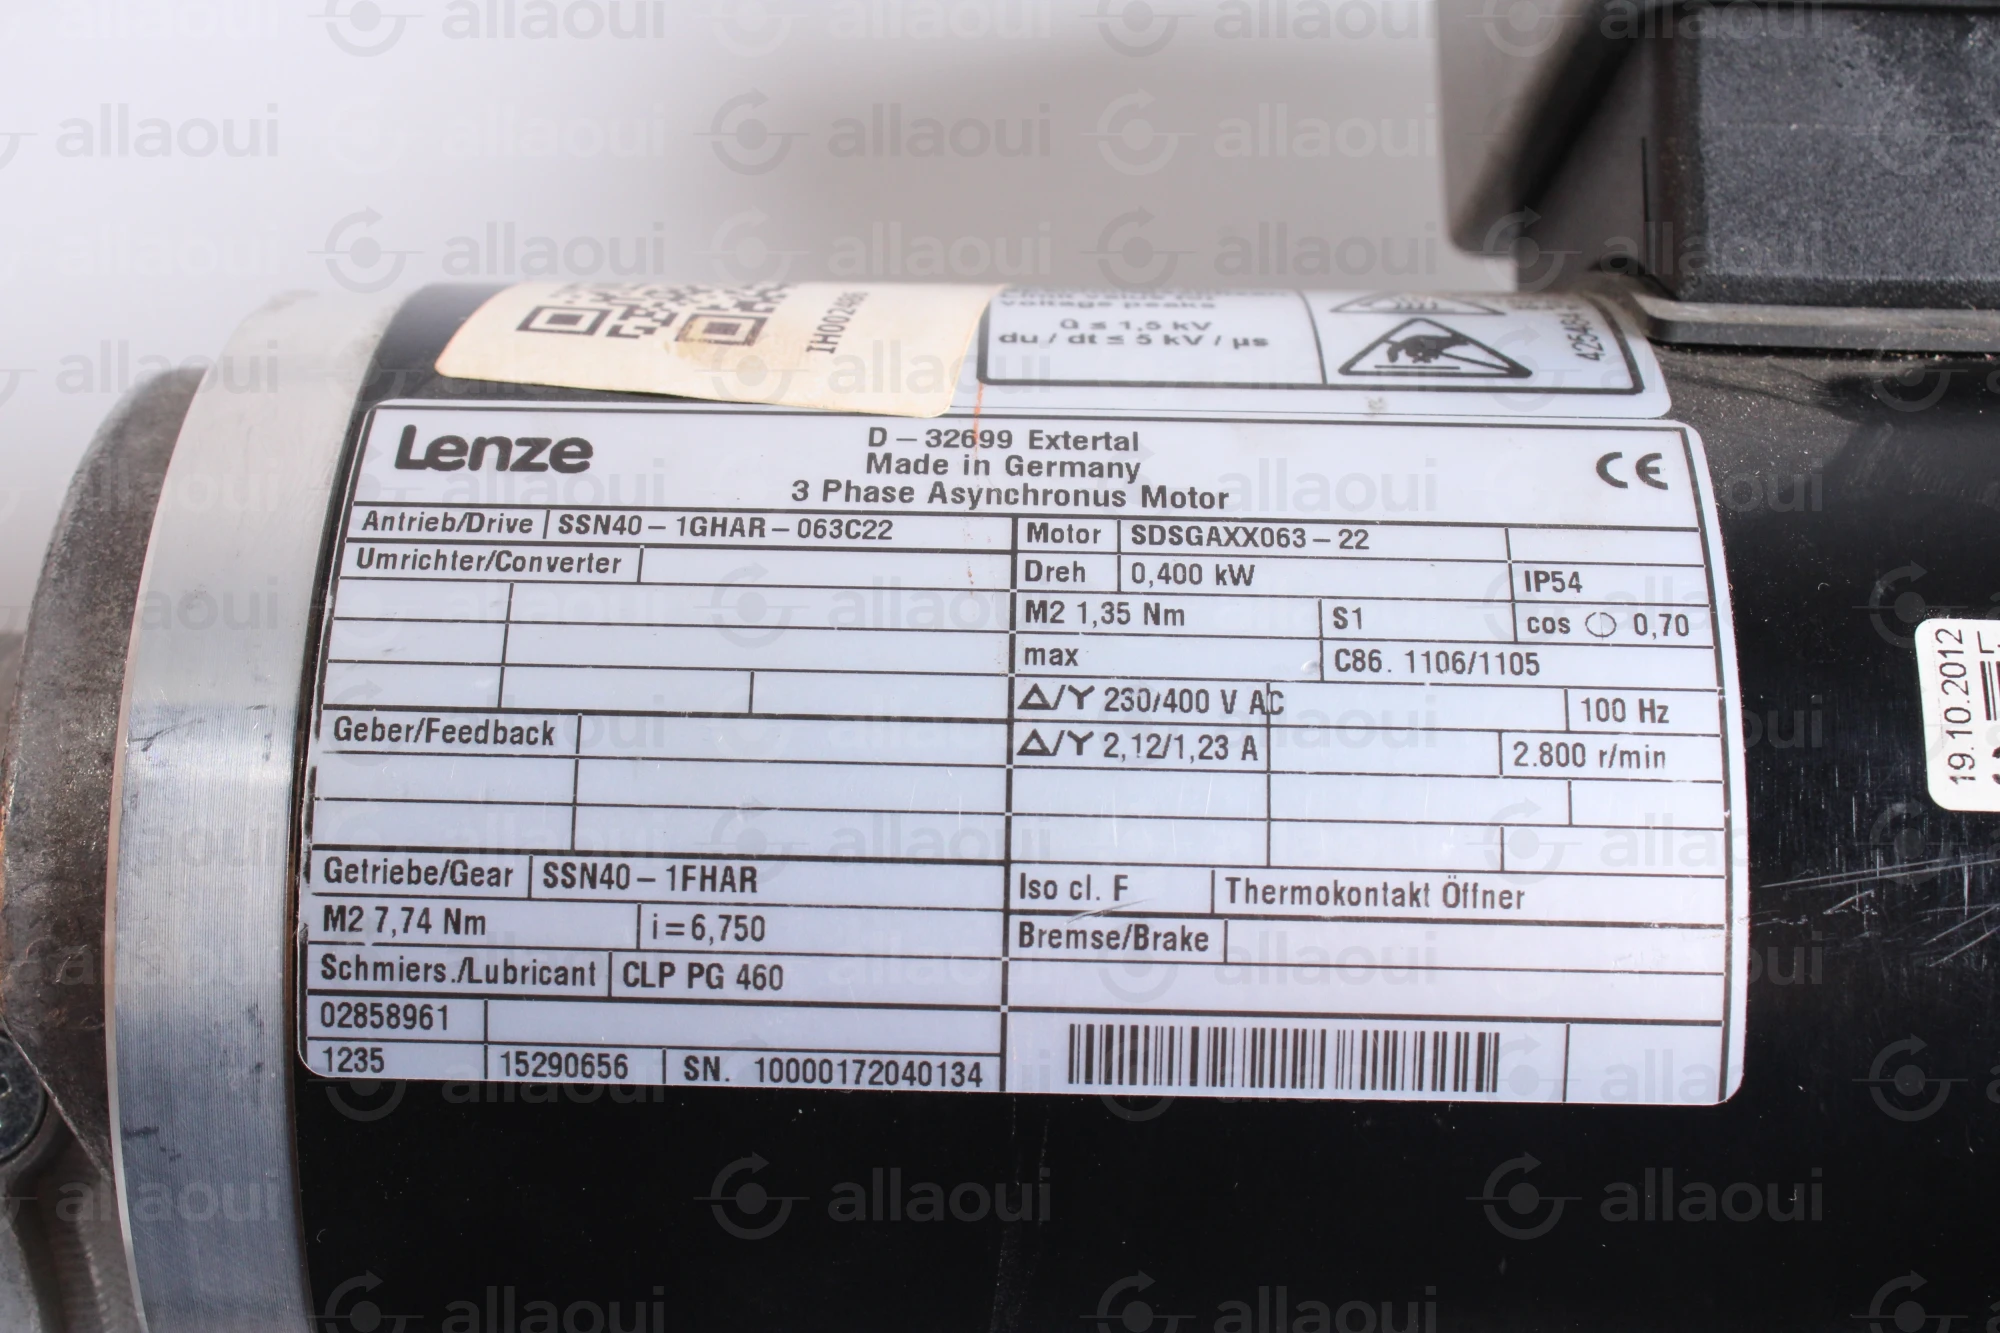 IH002486
voltage peaks
Û ≤ 1,5 kV
du / dt ≤ 5 kV / µs
Lenze
D – 32699 Extertal
Made in Germany
3 Phase Asynchronus Motor
CE
Antrieb/Drive SSN40 – 1GHAR – 063C22
Umrichter/Converter
Geber/Feedback
Getriebe/Gear SSN40 – 1FHAR
M2 7,74 Nm i=6,750
Schmiers./Lubricant CLP PG 460
02858961
1235 15290656 SN. 10000172040134
Motor SDSGAXX063 – 22
Dreh 0,400 kW IP54
M2 1,35 Nm S1 cos ∅ 0,70
max C86. 1106/1105
Δ/Y 230/400 V AC 100 Hz
Δ/Y 2,12/1,23 A 2.800 r/min
Iso cl. F Thermokontakt Öffner
Bremse/Brake
19.10.2012
allaoui